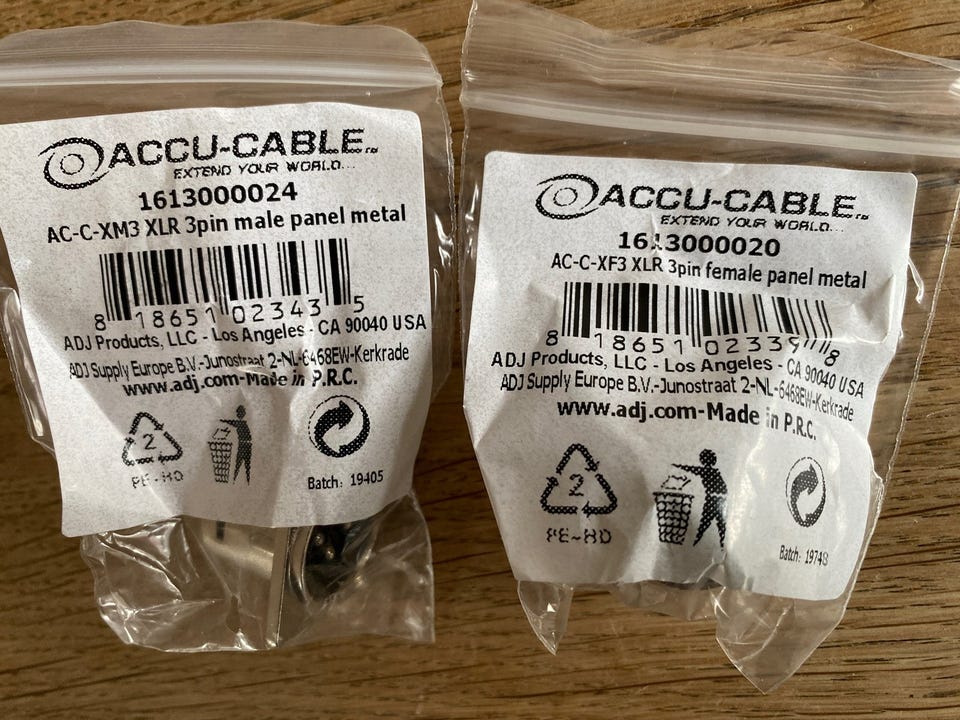 ACCU-CABLE
EXTEND YOUR WORLD...
1613000024
AC-C-XM3 XLR 3pin male panel metal
8 18651 02343 5
ADJ Products, LLC - Los Angeles - CA 90040 USA
ADJ Supply Europe B.V.-Junostraat 2-NL-6468EW-Kerkrade
www.adj.com-Made in P.R.C.
2
PE-HD
Batch: 19405
ACCU-CABLE
EXTEND YOUR WORLD...
1613000020
AC-C-XF3 XLR 3pin female panel metal
8 18651 02339 8
ADJ Products, LLC - Los Angeles - CA 90040 USA
ADJ Supply Europe B.V.-Junostraat 2-NL-6468EW-Kerkrade
www.adj.com-Made in P.R.C.
2
PE-HD
Batch: 19748